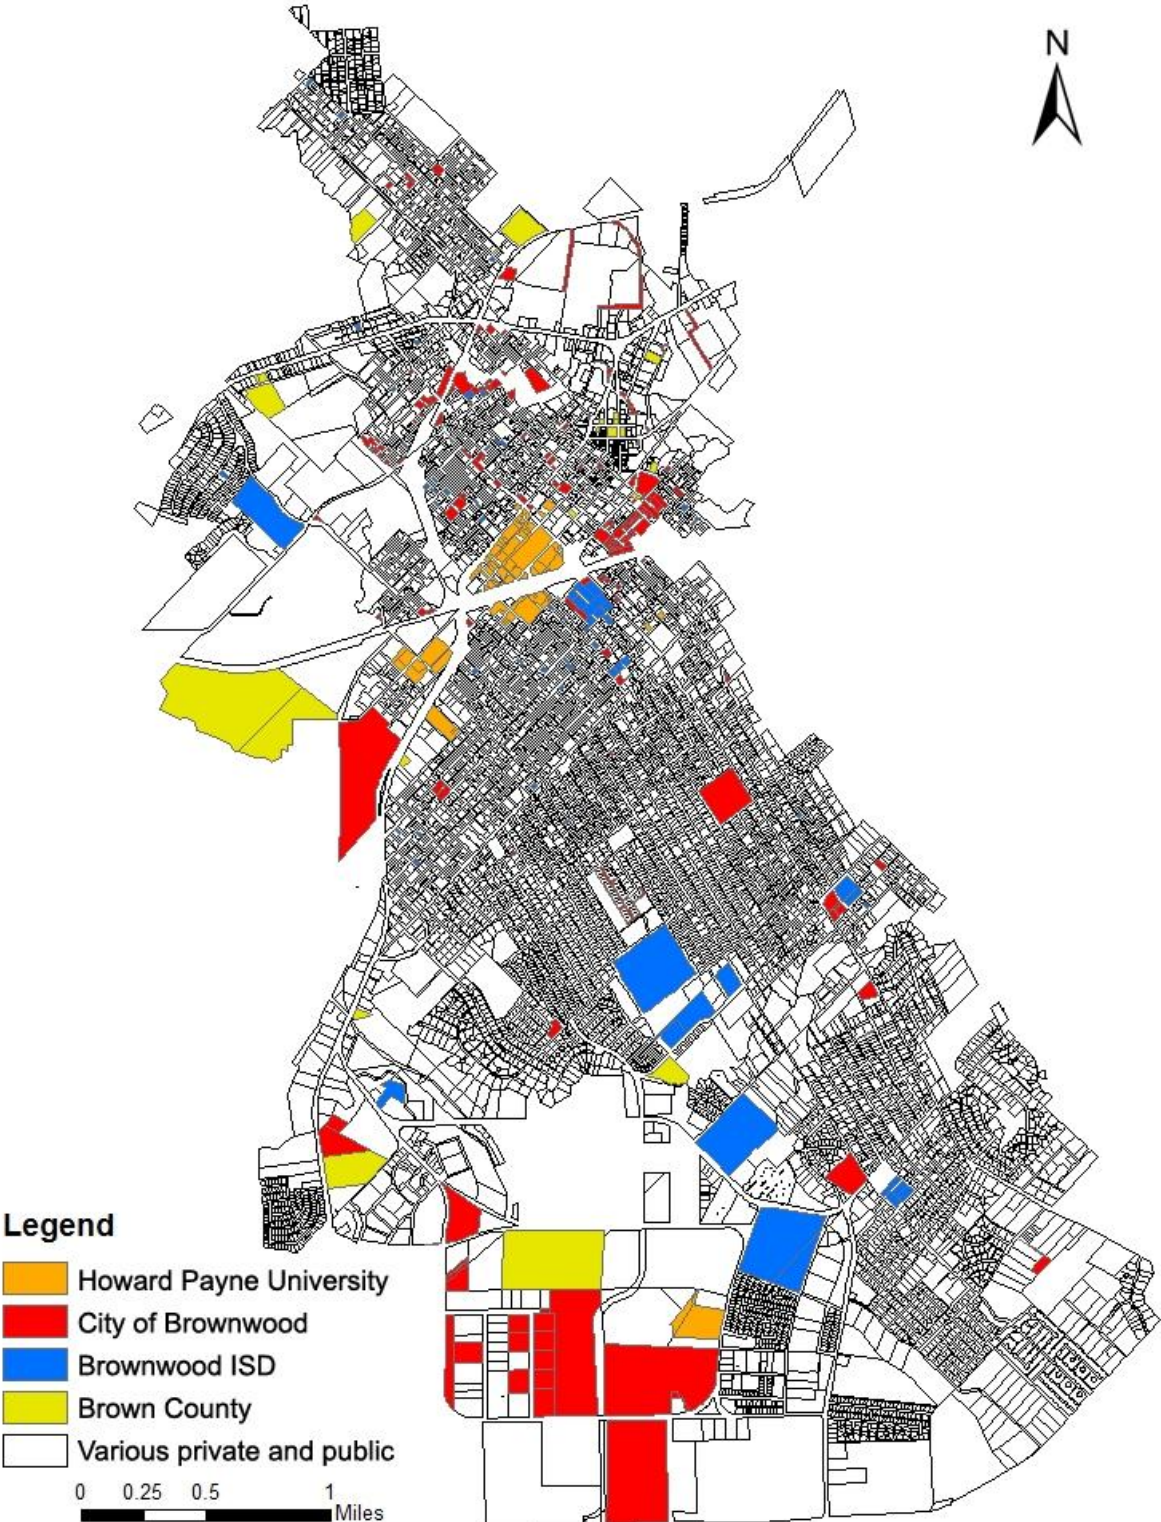 N
Legend
Howard Payne University
City of Brownwood
Brownwood ISD
Brown County
Various private and public
0 0.25 0.5 1
Miles